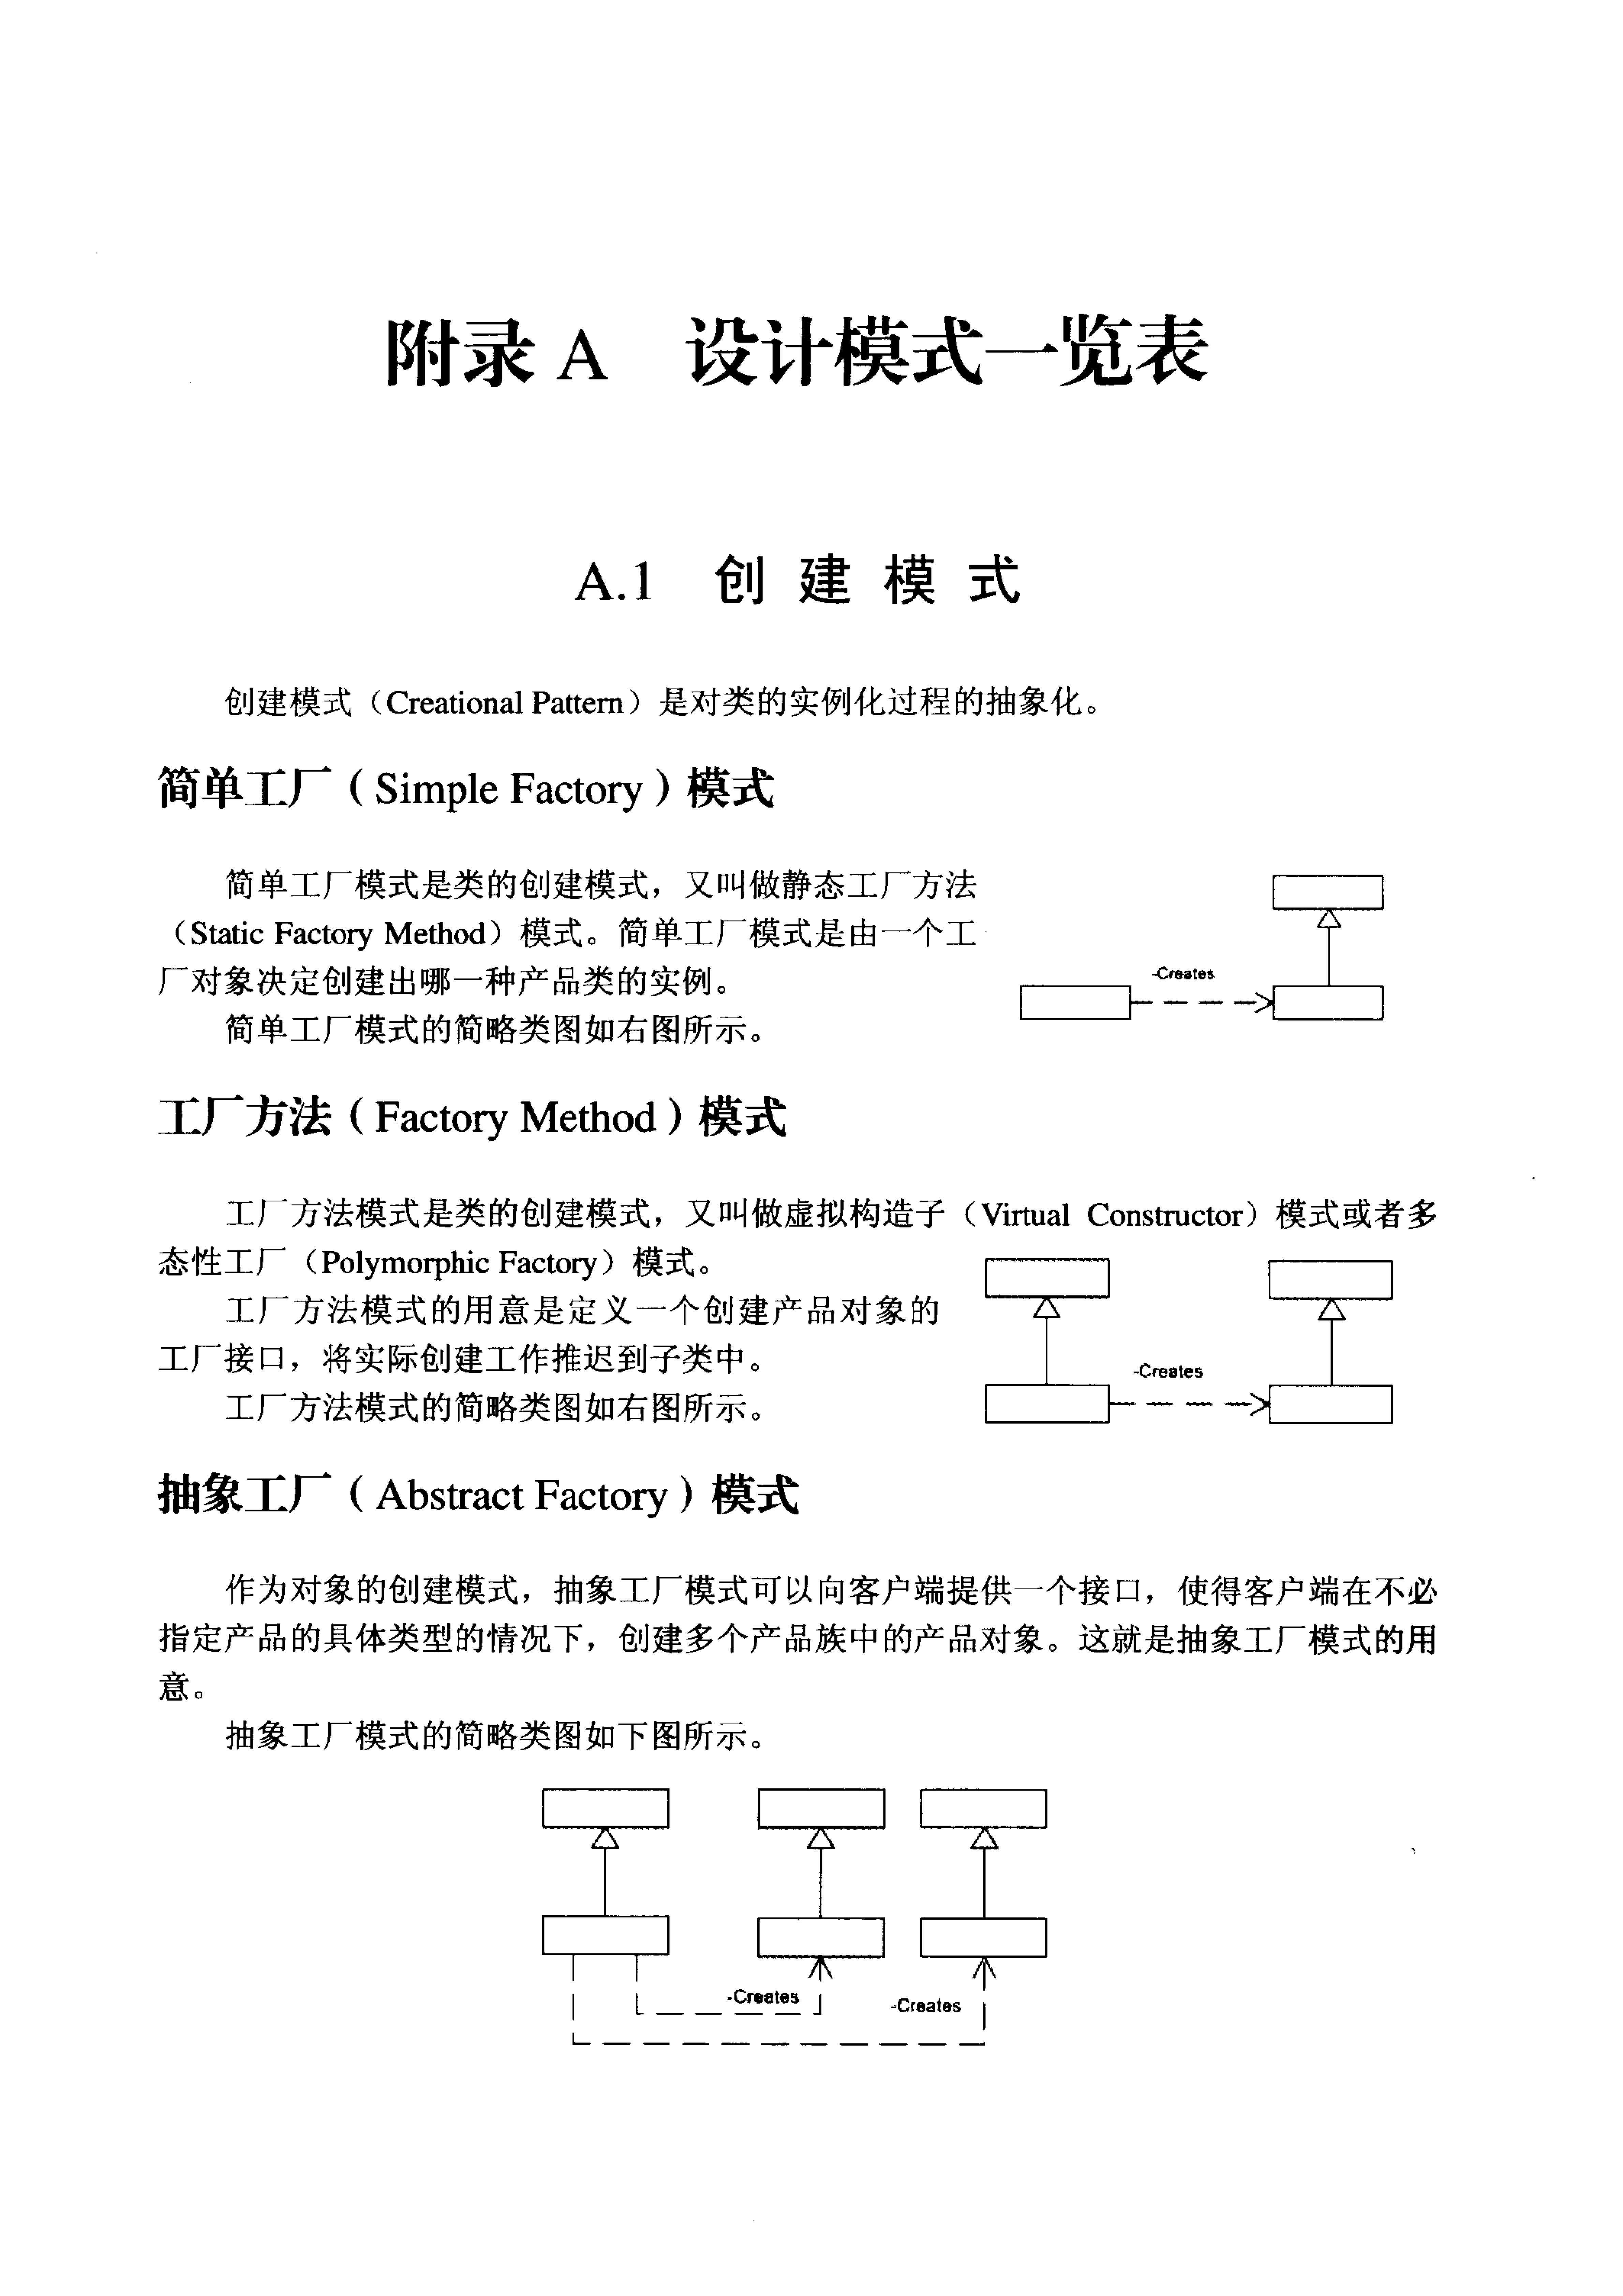 附录 A　设计模式一览表
A.1　创 建 模 式
创建模式（Creational Pattern）是对类的实例化过程的抽象化。
简单工厂（Simple Factory）模式
简单工厂模式是类的创建模式，又叫做静态工厂方法
（Static Factory Method）模式。简单工厂模式是由一个工
厂对象决定创建出哪一种产品类的实例。
简单工厂模式的简略类图如右图所示。
-Creates
工厂方法（Factory Method）模式
工厂方法模式是类的创建模式，又叫做虚拟构造子（Virtual Constructor）模式或者多
态性工厂（Polymorphic Factory）模式。
工厂方法模式的用意是定义一个创建产品对象的
工厂接口，将实际创建工作推迟到子类中。
工厂方法模式的简略类图如右图所示。
-Creates
抽象工厂（Abstract Factory）模式
作为对象的创建模式，抽象工厂模式可以向客户端提供一个接口，使得客户端在不必
指定产品的具体类型的情况下，创建多个产品族中的产品对象。这就是抽象工厂模式的用
意。
抽象工厂模式的简略类图如下图所示。
-Creates
-Creates